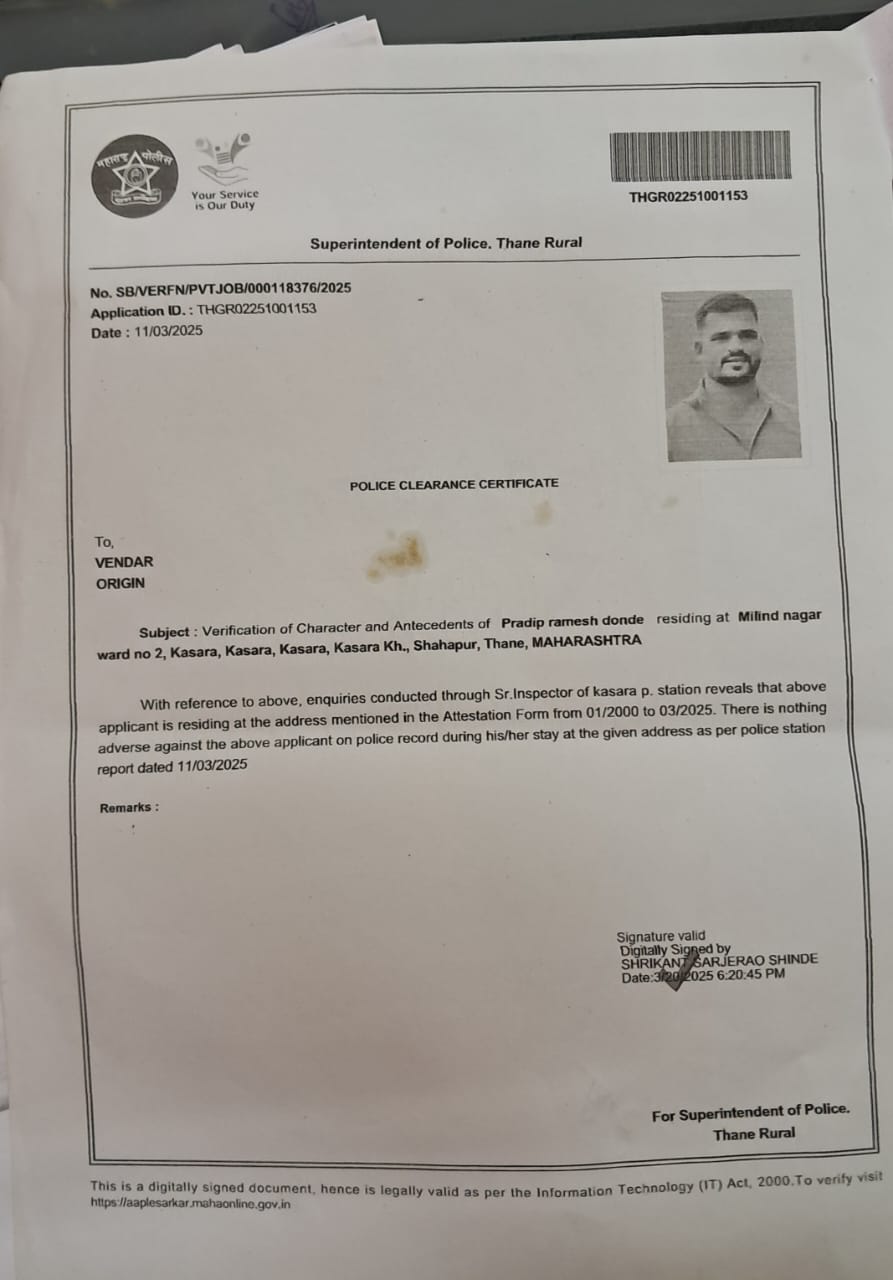 महाराष्ट्र पोलीस
Your Service
is Our Duty
THGR02251001153
Superintendent of Police. Thane Rural
No. SB/VERFN/PVTJOB/000118376/2025
Application ID. : THGR02251001153
Date : 11/03/2025
POLICE CLEARANCE CERTIFICATE
To,
VENDAR
ORIGIN
Subject : Verification of Character and Antecedents of Pradip ramesh donde residing at Milind nagar
ward no 2, Kasara, Kasara, Kasara, Kasara Kh., Shahapur, Thane, MAHARASHTRA
With reference to above, enquiries conducted through Sr.Inspector of kasara p. station reveals that above
applicant is residing at the address mentioned in the Attestation Form from 01/2000 to 03/2025. There is nothing
adverse against the above applicant on police record during his/her stay at the given address as per police station
report dated 11/03/2025
Remarks :
Signature valid
Digitally Signed by
SHRIKANT SARJERAO SHINDE
Date:3/20/2025 6:20:45 PM
For Superintendent of Police.
Thane Rural
This is a digitally signed document, hence is legally valid as per the Information Technology (IT) Act, 2000.To verify visit
https://aaplesarkar.mahaonline.gov.in